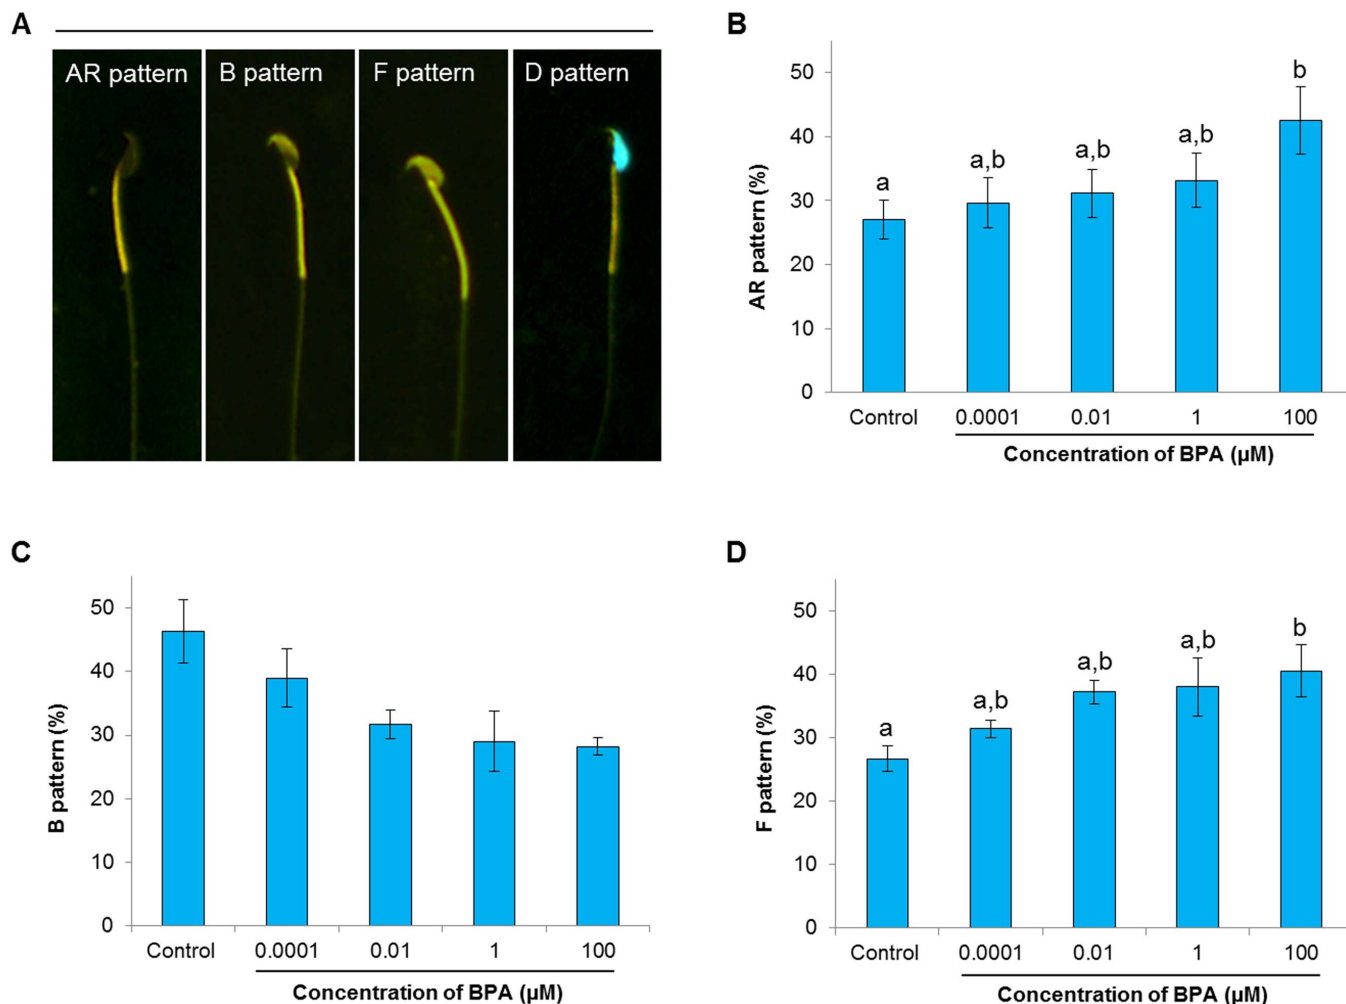 A
AR pattern
B pattern
F pattern
D pattern
B
AR pattern (%)
50
40
30
20
10
0
a
a,b
a,b
a,b
b
Control
0.0001
0.01
1
100
Concentration of BPA (µM)
C
B pattern (%)
50
40
30
20
10
0
Control
0.0001
0.01
1
100
Concentration of BPA (µM)
D
F pattern (%)
50
40
30
20
10
0
a
a,b
a,b
a,b
b
Control
0.0001
0.01
1
100
Concentration of BPA (µM)